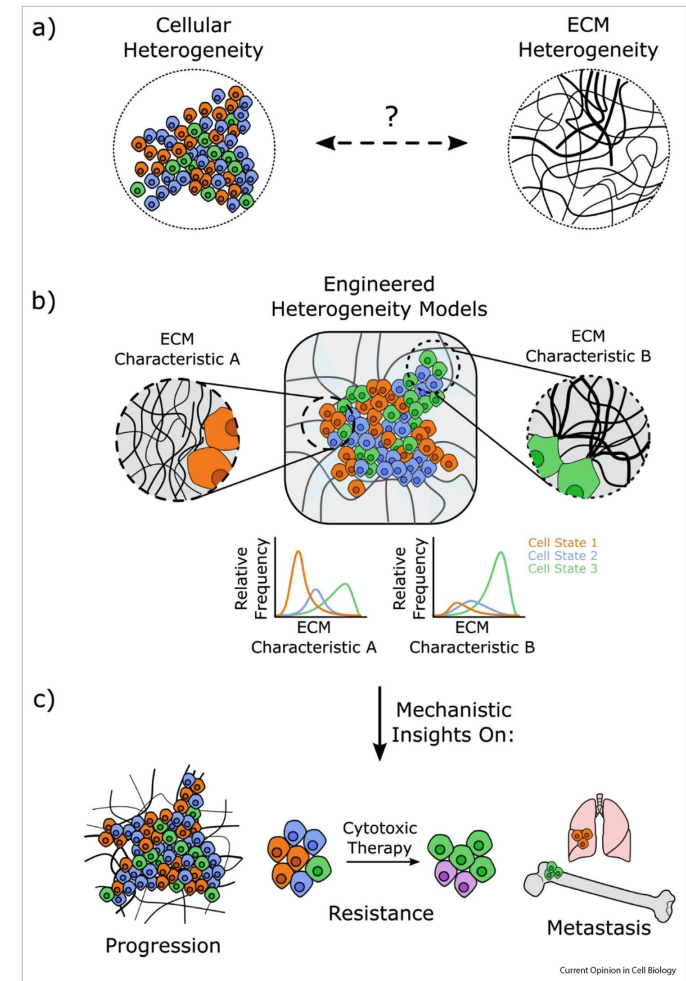 a)
Cellular
Heterogeneity
ECM
Heterogeneity
?
b)
Engineered
Heterogeneity Models
ECM
Characteristic A
ECM
Characteristic B
Relative
Frequency
ECM
Characteristic A
Relative
Frequency
ECM
Characteristic B
Cell State 1
Cell State 2
Cell State 3
c)
Mechanistic
Insights On:
Progression
Cytotoxic
Therapy
Resistance
Metastasis
Current Opinion in Cell Biology